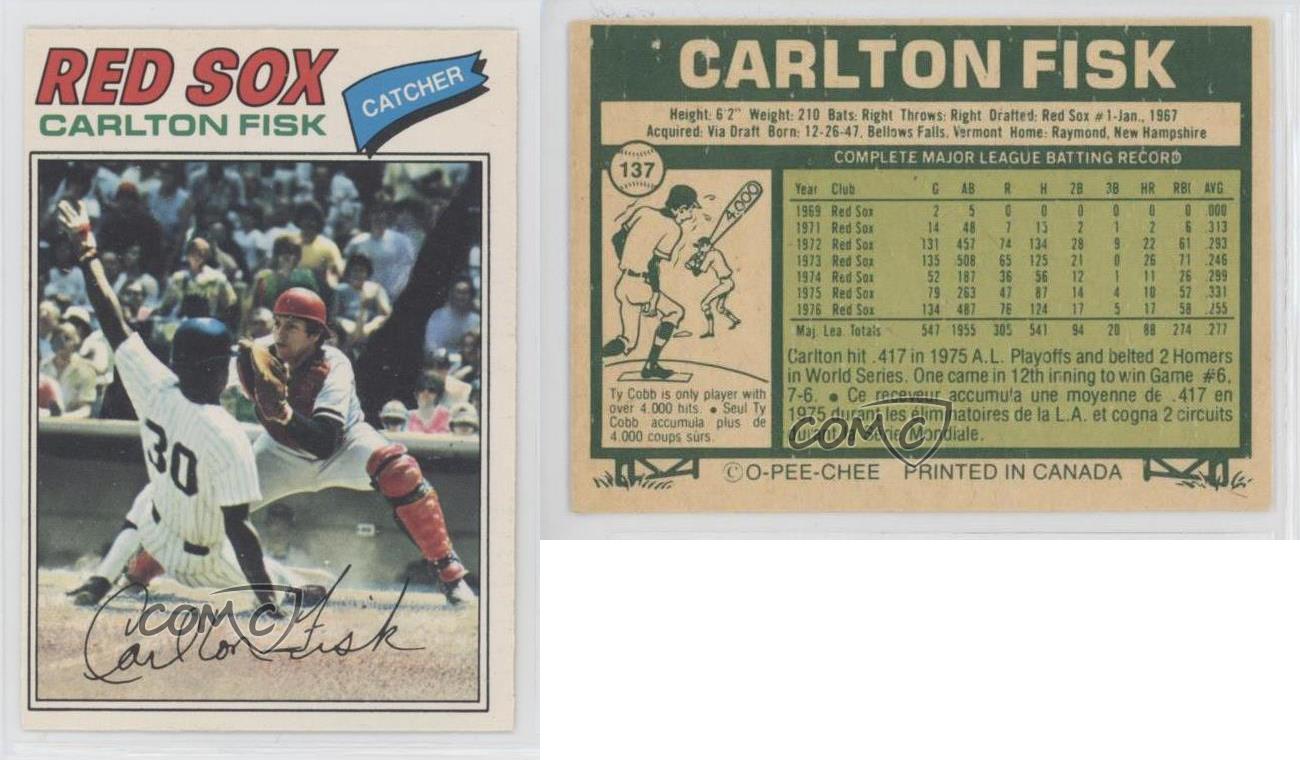 RED SOX
CATCHER
CARLTON FISK
30
Carlton Fisk
COMC
CARLTON FISK
Height: 6'2" Weight: 210 Bats: Right Throws: Right Drafted: Red Sox #1-Jan., 1967
Acquired: Via Draft Born: 12-26-47, Bellows Falls, Vermont Home: Raymond, New Hampshire
137
COMPLETE MAJOR LEAGUE BATTING RECORD
Year Club G AB R H 2B 3B HR RBI AVG
1969 Red Sox 2 5 0 0 0 0 0 0 .000
1971 Red Sox 14 48 7 15 2 1 2 6 .313
1972 Red Sox 131 457 74 134 28 9 22 61 .293
1973 Red Sox 135 508 65 125 21 0 26 71 .246
1974 Red Sox 52 187 36 56 12 1 11 26 .299
1975 Red Sox 79 263 47 87 14 4 10 52 .331
1976 Red Sox 134 487 76 124 17 5 17 58 .255
Maj. Lea. Totals 547 1955 305 541 94 20 88 274 .277
4.000
Ty Cobb is only player with
over 4.000 hits. • Seul Ty
Cobb accumula plus de
4.000 coups sûrs.
Carlton hit .417 in 1975 A.L. Playoffs and belted 2 Homers
in World Series. One came in 12th inning to win Game #6,
7-6. • Ce receveur accumula une moyenne de .417 en
1975 durant les éliminatoires de la L.A. et cogna 2 circuits
durant la Série Mondiale.
COMC
© O-PEE-CHEE PRINTED IN CANADA